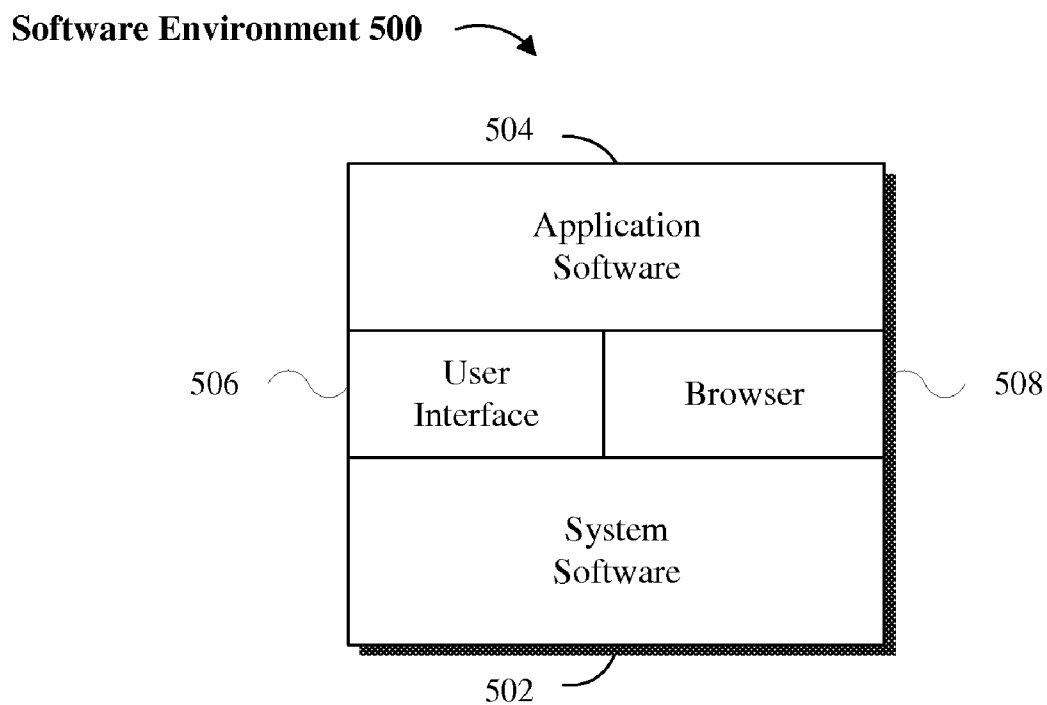 Software Environment 500
504
Application
Software
506
User
Interface
Browser
508
System
Software
502